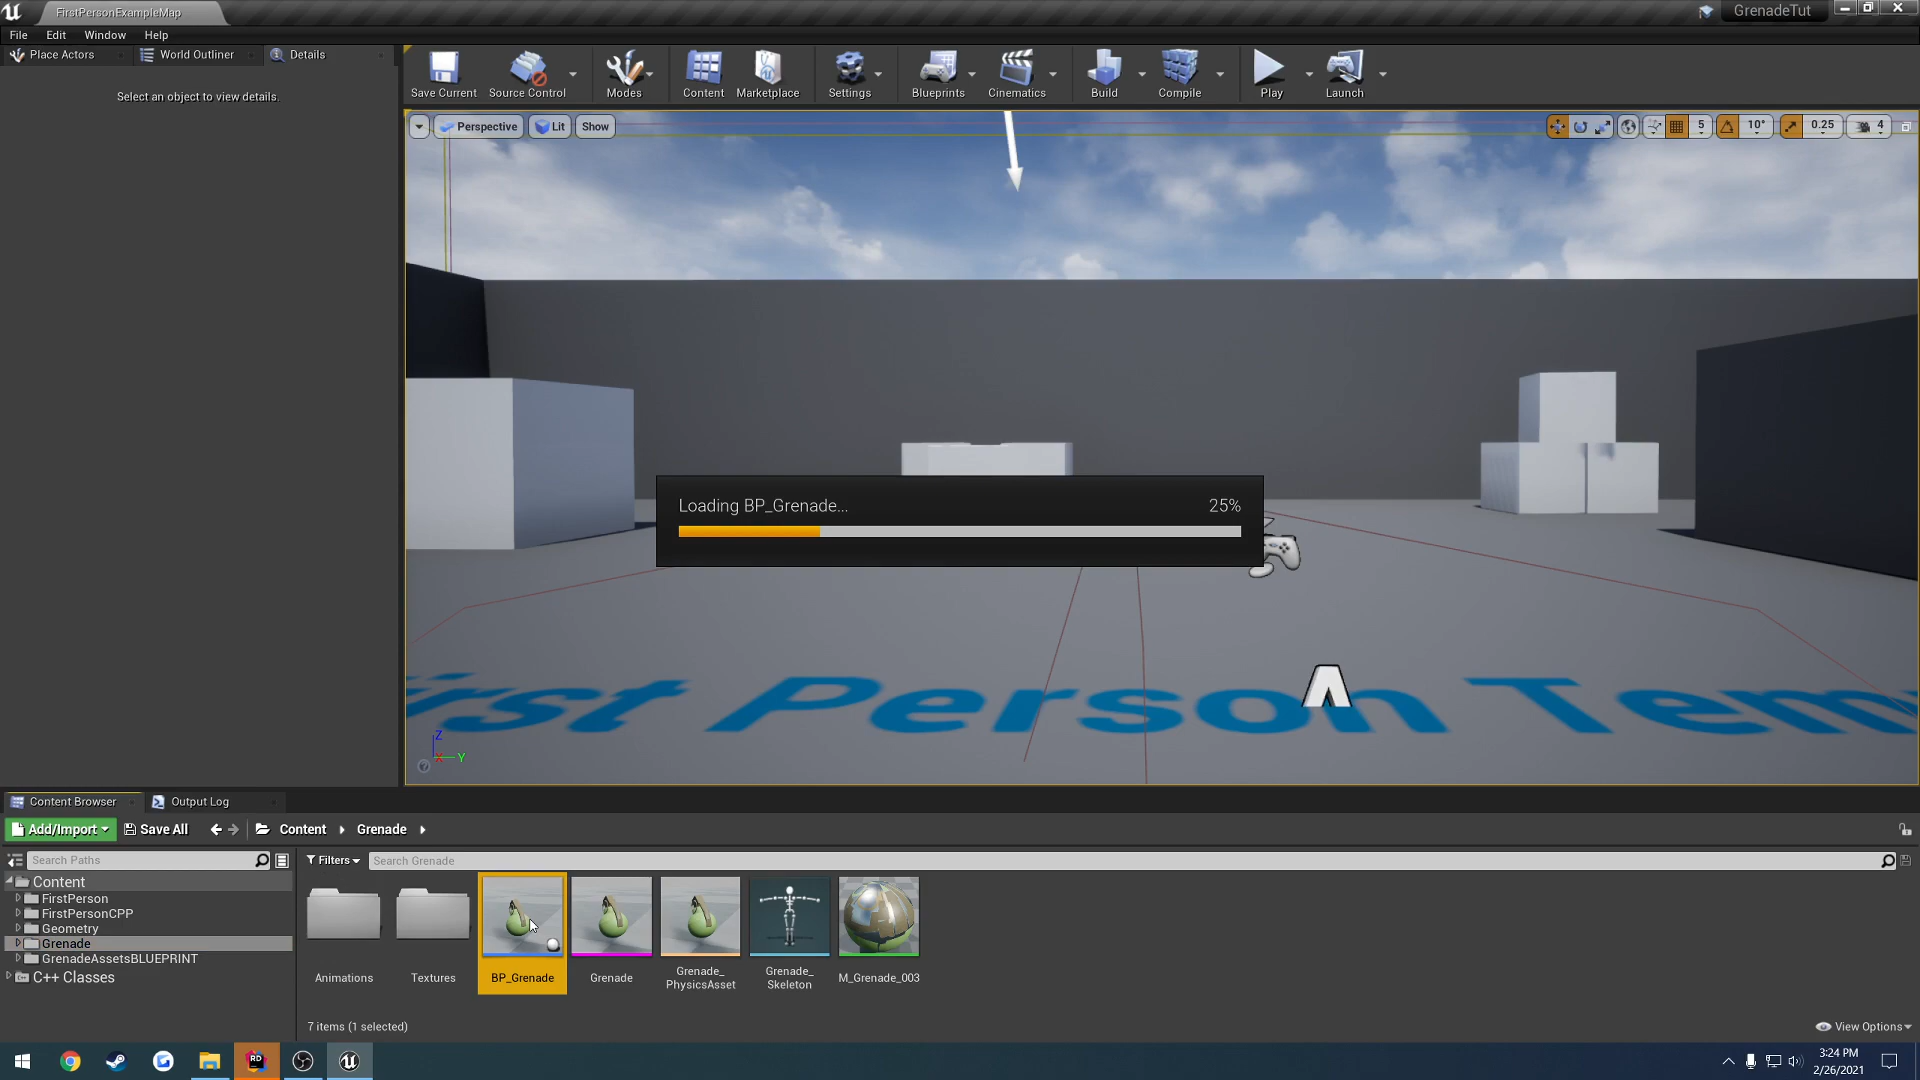 FirstPersonExampleMap
GrenadeTut
File Edit Window Help
Place Actors World Outliner Details
Select an object to view details.
Save Current Source Control Modes Content Marketplace Settings Blueprints Cinematics Build Compile Play Launch
Perspective Lit Show
5 10° 0.25 4
Loading BP_Grenade... 25%
First Person Tem
Z
X Y
Content Browser Output Log
Add/Import Save All Content Grenade
Search Paths
Filters Search Grenade
Content
FirstPerson
FirstPersonCPP
Geometry
Grenade
GrenadeAssetsBLUEPRINT
C++ Classes
Animations
Textures
BP_Grenade
Grenade
Grenade_
PhysicsAsset
Grenade_
Skeleton
M_Grenade_003
7 items (1 selected)
View Options
RD
3:24 PM
2/26/2021